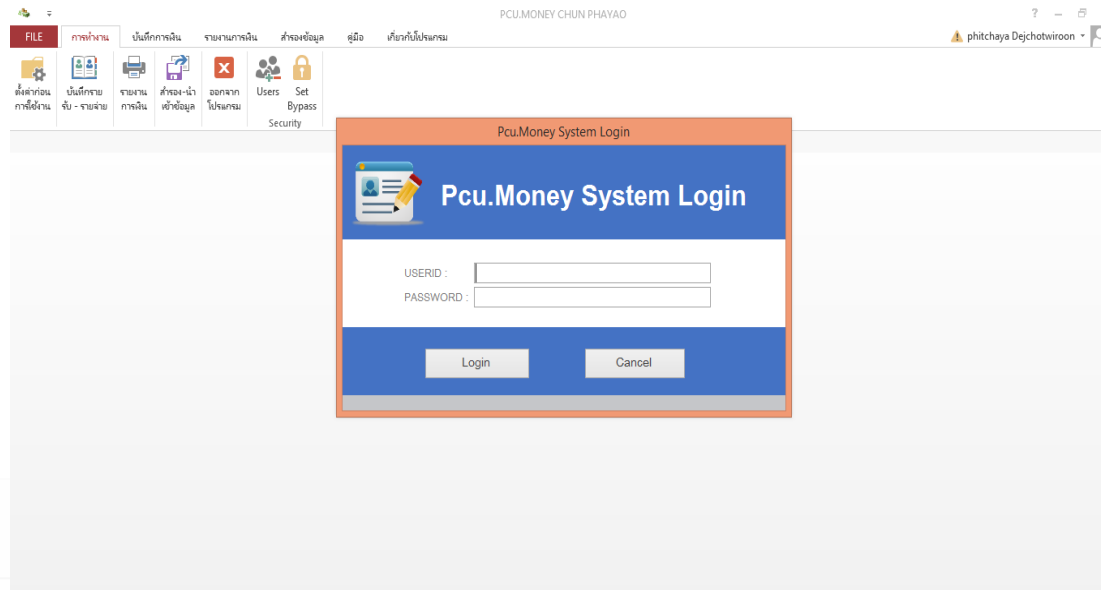 PCU.MONEY CHUN PHAYAO
?
FILE การทำงาน บันทึกการเงิน รายงานการเงิน สำรองข้อมูล คู่มือ เกี่ยวกับโปรแกรม phitchaya Dejchotwiroon
ตั้งค่าก่อน บันทึกราย รายงาน สำรอง-นำ ออกจาก Users Set
การใช้งาน รับ - รายจ่าย การเงิน เข้าข้อมูล โปรแกรม Bypass
Security
Pcu.Money System Login
Pcu.Money System Login
USERID :
PASSWORD :
Login Cancel